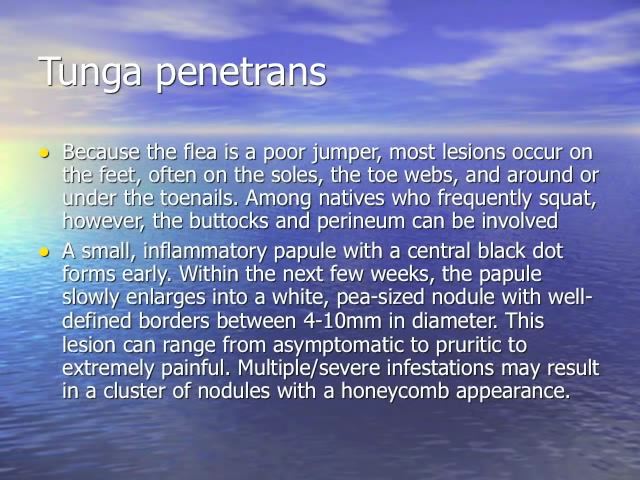 Tunga penetrans
Because the flea is a poor jumper, most lesions occur on
the feet, often on the soles, the toe webs, and around or
under the toenails. Among natives who frequently squat,
however, the buttocks and perineum can be involved
A small, inflammatory papule with a central black dot
forms early. Within the next few weeks, the papule
slowly enlarges into a white, pea-sized nodule with well-
defined borders between 4-10mm in diameter. This
lesion can range from asymptomatic to pruritic to
extremely painful. Multiple/severe infestations may result
in a cluster of nodules with a honeycomb appearance.